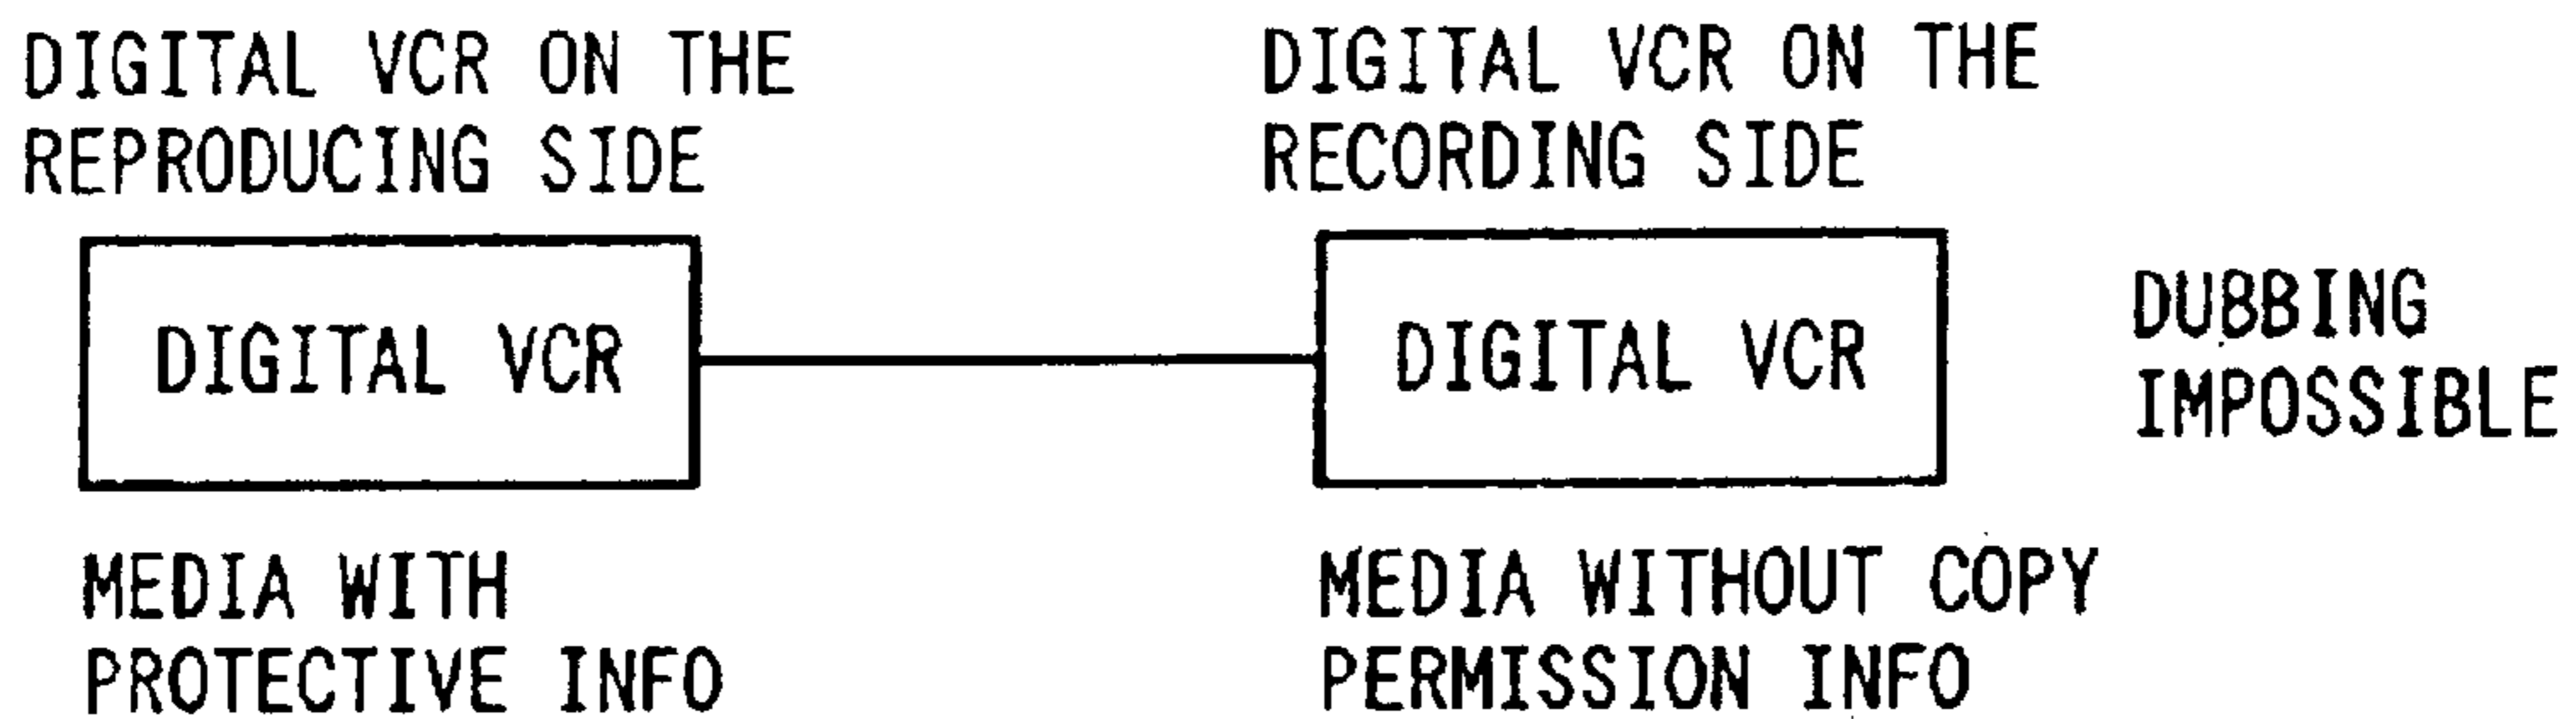 DIGITAL VCR ON THE
REPRODUCING SIDE
DIGITAL VCR ON THE
RECORDING SIDE
DIGITAL VCR
DIGITAL VCR
DUBBING
IMPOSSIBLE
MEDIA WITH
PROTECTIVE INFO
MEDIA WITHOUT COPY
PERMISSION INFO